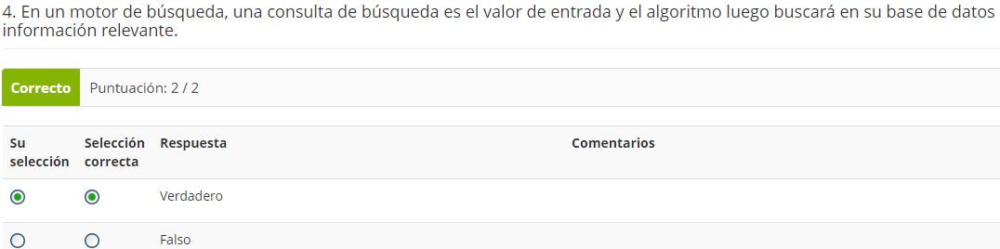 4. En un motor de búsqueda, una consulta de búsqueda es el valor de entrada y el algoritmo luego buscará en su base de datos
información relevante.
Correcto Puntuación: 2 / 2
Su selección Selección correcta Respuesta Comentarios
Verdadero
Falso